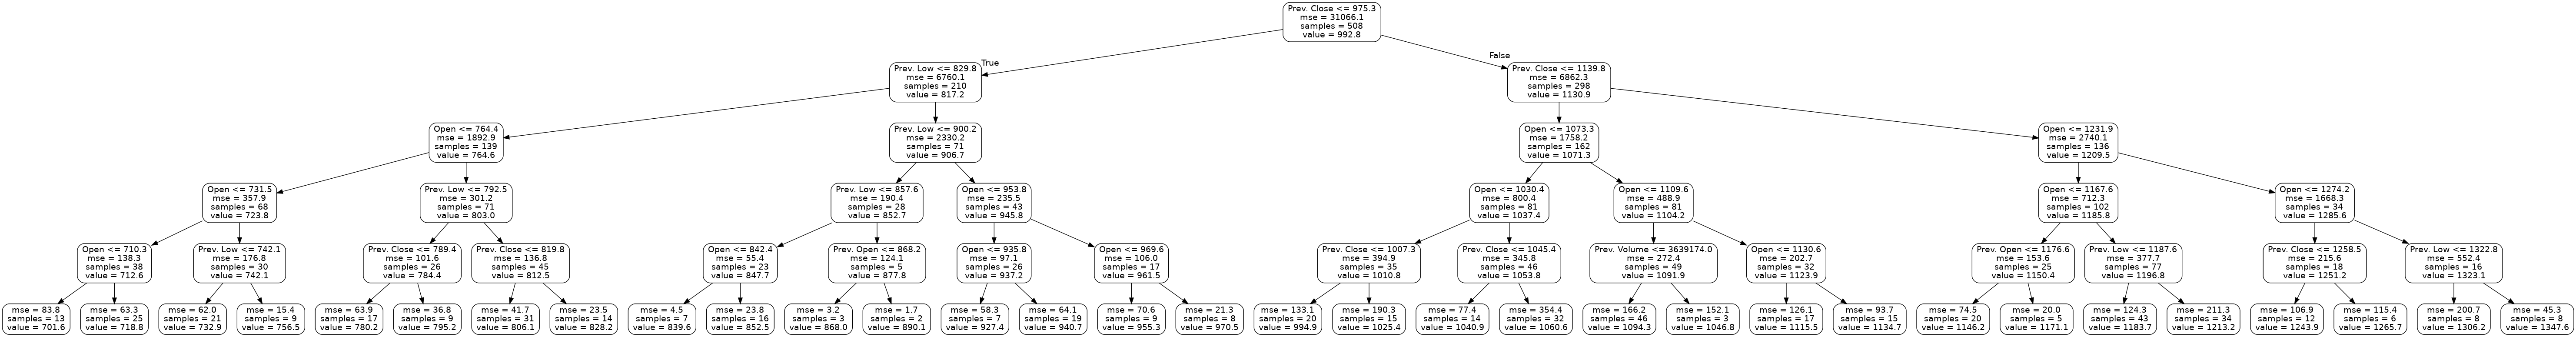 Prev. Close <= 975.3
mse = 31066.1
samples = 508
value = 992.8
True
False
Prev. Low <= 829.8
mse = 6760.1
samples = 210
value = 817.2
Prev. Close <= 1139.8
mse = 6862.3
samples = 298
value = 1130.9
Open <= 764.4
mse = 1892.9
samples = 139
value = 764.6
Prev. Low <= 900.2
mse = 2330.2
samples = 71
value = 906.7
Open <= 1073.3
mse = 1758.2
samples = 162
value = 1071.3
Open <= 1231.9
mse = 2740.1
samples = 136
value = 1209.5
Open <= 731.5
mse = 357.9
samples = 68
value = 723.8
Prev. Low <= 792.5
mse = 301.2
samples = 71
value = 803.0
Prev. Low <= 857.6
mse = 190.4
samples = 28
value = 852.7
Open <= 953.8
mse = 235.5
samples = 43
value = 945.8
Open <= 1030.4
mse = 800.4
samples = 81
value = 1037.4
Open <= 1109.6
mse = 488.9
samples = 81
value = 1104.2
Open <= 1167.6
mse = 712.3
samples = 102
value = 1185.8
Open <= 1274.2
mse = 1668.3
samples = 34
value = 1285.6
Open <= 710.3
mse = 138.3
samples = 38
value = 712.6
Prev. Low <= 742.1
mse = 176.8
samples = 30
value = 742.1
Prev. Close <= 789.4
mse = 101.6
samples = 26
value = 784.4
Prev. Close <= 819.8
mse = 136.8
samples = 45
value = 812.5
Open <= 842.4
mse = 55.4
samples = 23
value = 847.7
Prev. Open <= 868.2
mse = 124.1
samples = 5
value = 877.8
Open <= 935.8
mse = 97.1
samples = 26
value = 937.2
Open <= 969.6
mse = 106.0
samples = 17
value = 961.5
Prev. Close <= 1007.3
mse = 394.9
samples = 35
value = 1010.8
Prev. Close <= 1045.4
mse = 345.8
samples = 46
value = 1053.8
Prev. Volume <= 3639174.0
mse = 272.4
samples = 49
value = 1091.9
Open <= 1130.6
mse = 202.7
samples = 32
value = 1123.9
Prev. Open <= 1176.6
mse = 153.6
samples = 25
value = 1150.4
Prev. Low <= 1187.6
mse = 377.7
samples = 77
value = 1196.8
Prev. Close <= 1258.5
mse = 215.6
samples = 18
value = 1251.2
Prev. Low <= 1322.8
mse = 552.4
samples = 16
value = 1323.1
mse = 83.8
samples = 13
value = 701.6
mse = 63.3
samples = 25
value = 718.8
mse = 62.0
samples = 21
value = 732.9
mse = 15.4
samples = 9
value = 756.5
mse = 63.9
samples = 17
value = 780.2
mse = 36.8
samples = 9
value = 795.2
mse = 41.7
samples = 31
value = 806.1
mse = 23.5
samples = 14
value = 828.2
mse = 4.5
samples = 7
value = 839.6
mse = 23.8
samples = 16
value = 852.5
mse = 3.2
samples = 3
value = 868.0
mse = 1.7
samples = 2
value = 890.1
mse = 58.3
samples = 7
value = 927.4
mse = 64.1
samples = 19
value = 940.7
mse = 70.6
samples = 9
value = 955.3
mse = 21.3
samples = 8
value = 970.5
mse = 133.1
samples = 20
value = 994.9
mse = 190.3
samples = 15
value = 1025.4
mse = 77.4
samples = 14
value = 1040.9
mse = 354.4
samples = 32
value = 1060.6
mse = 166.2
samples = 46
value = 1094.3
mse = 152.1
samples = 3
value = 1046.8
mse = 126.1
samples = 17
value = 1115.5
mse = 93.7
samples = 15
value = 1134.7
mse = 74.5
samples = 20
value = 1146.2
mse = 20.0
samples = 5
value = 1171.1
mse = 124.3
samples = 43
value = 1183.7
mse = 211.3
samples = 34
value = 1213.2
mse = 106.9
samples = 12
value = 1243.9
mse = 115.4
samples = 6
value = 1265.7
mse = 200.7
samples = 8
value = 1306.2
mse = 45.3
samples = 8
value = 1347.6